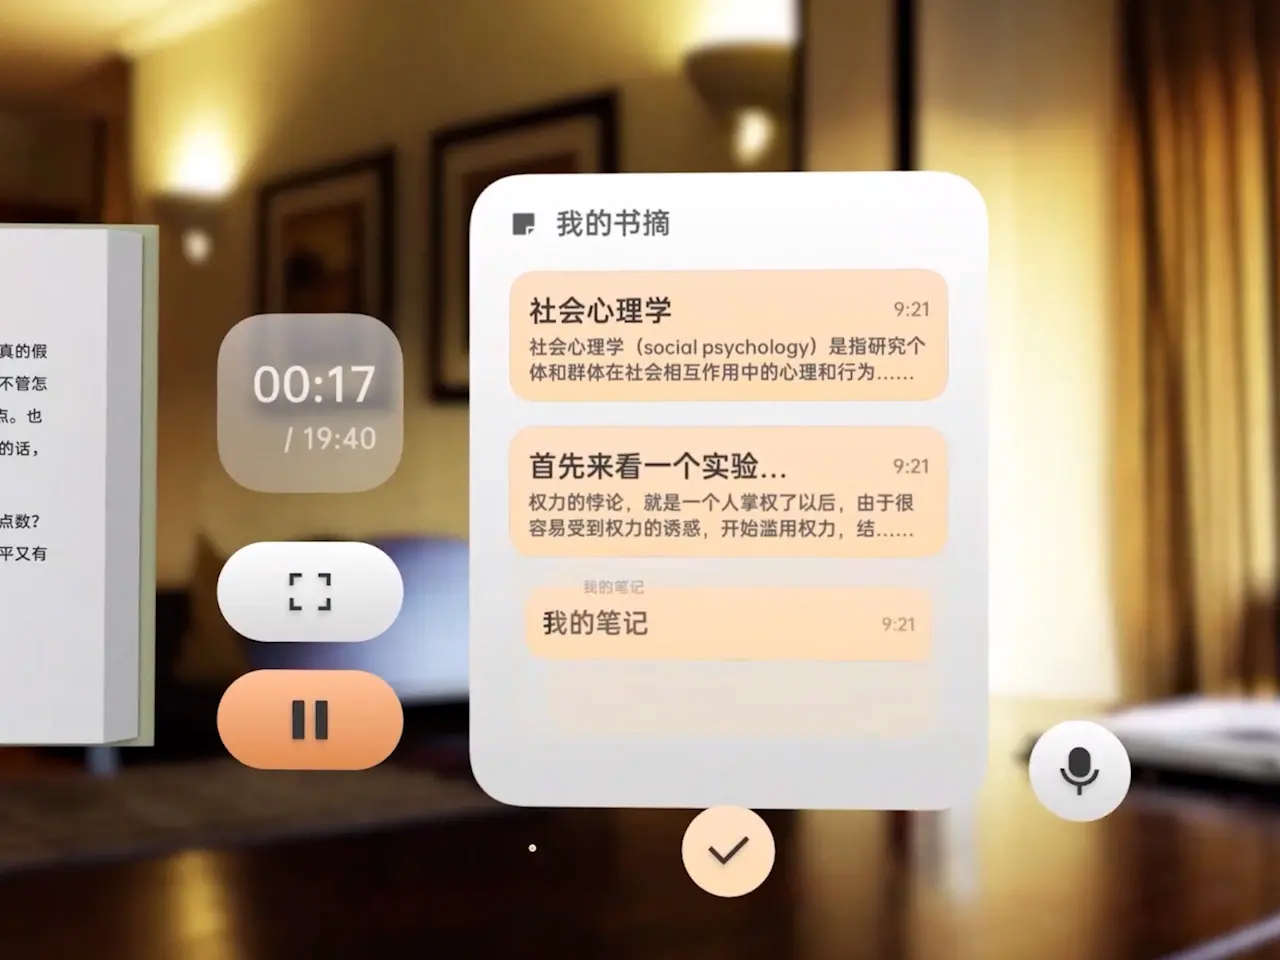 真的假
不管怎
点。也
的话，
点数？
平又有
00:17
/ 19:40
我的书摘
社会心理学 9:21
社会心理学（social psychology）是指研究个
体和群体在社会相互作用中的心理和行为……
首先来看一个实验... 9:21
权力的悖论，就是一个人掌权了以后，由于很
容易受到权力的诱惑，开始滥用权力，结……
我的笔记
我的笔记 9:21